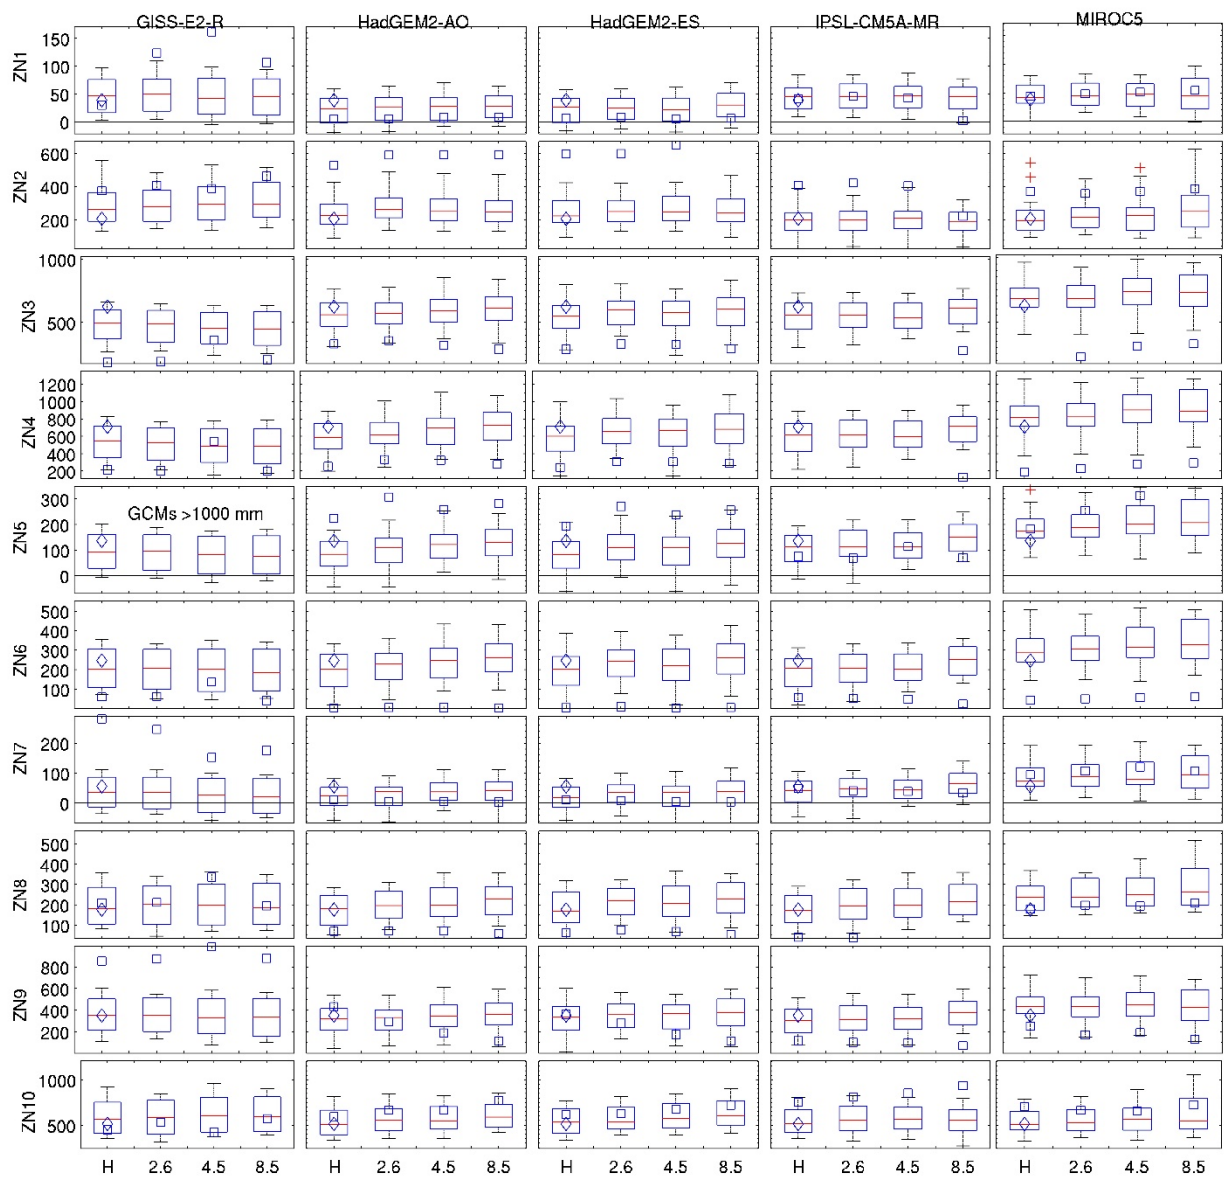 GISS-E2-R HadGEM2-AO HadGEM2-ES IPSL-CM5A-MR MIROC5
ZN1
150
100
50
0
ZN2
600
400
200
ZN3
1000
500
ZN4
1200
1000
800
600
400
200
ZN5
300
GCMs >1000 mm
200
100
0
ZN6
500
400
300
200
100
ZN7
200
100
0
ZN8
500
400
300
200
100
ZN9
800
600
400
200
ZN10
1000
500
H 2.6 4.5 8.5 H 2.6 4.5 8.5 H 2.6 4.5 8.5 H 2.6 4.5 8.5 H 2.6 4.5 8.5